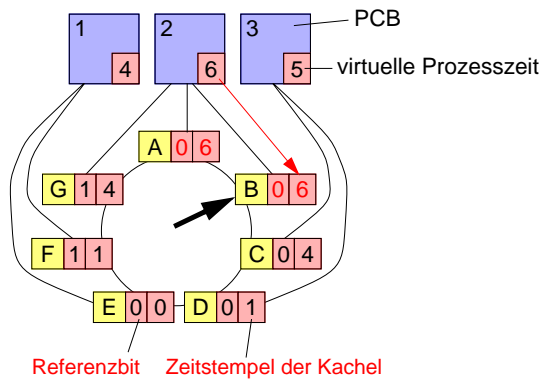 1 2 3 PCB
4 6 5 virtuelle Prozesszeit
A 0 6
G 1 4 B 0 6
F 1 1 C 0 4
E 0 0 D 0 1
Referenzbit Zeitstempel der Kachel